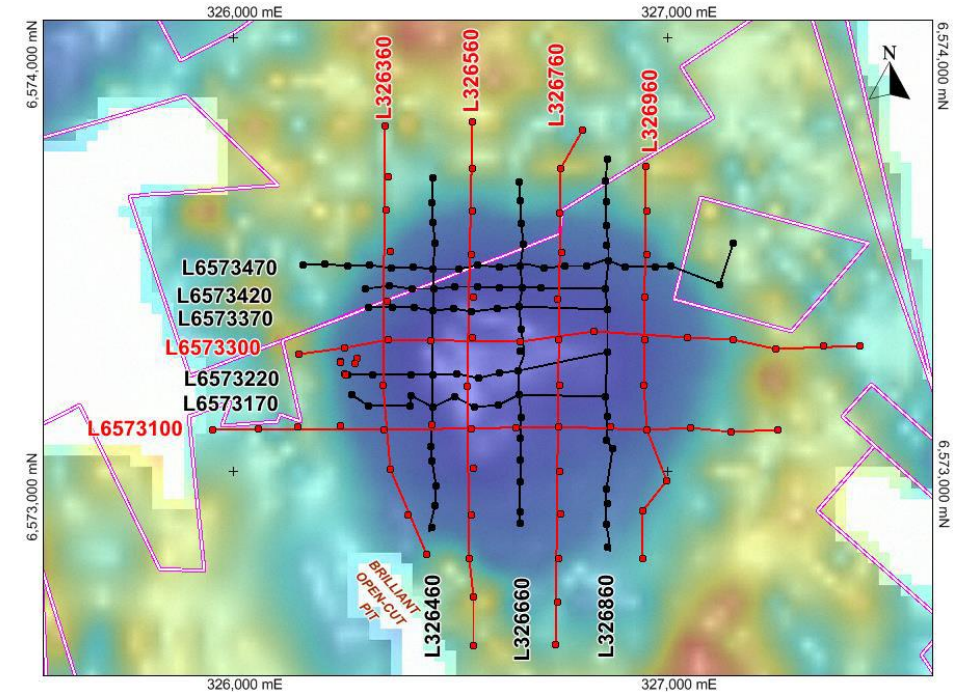 326,000 mE
327,000 mE
6,574,000 mN
6,574,000 mN
N
L326360
L326560
L326760
L326960
L6573470
L6573420
L6573370
L6573300
L6573220
L6573170
L6573100
6,573,000 mN
6,573,000 mN
BRILLIANT
OPEN-CUT
PIT
L326460
L326660
L326860
326,000 mE
327,000 mE